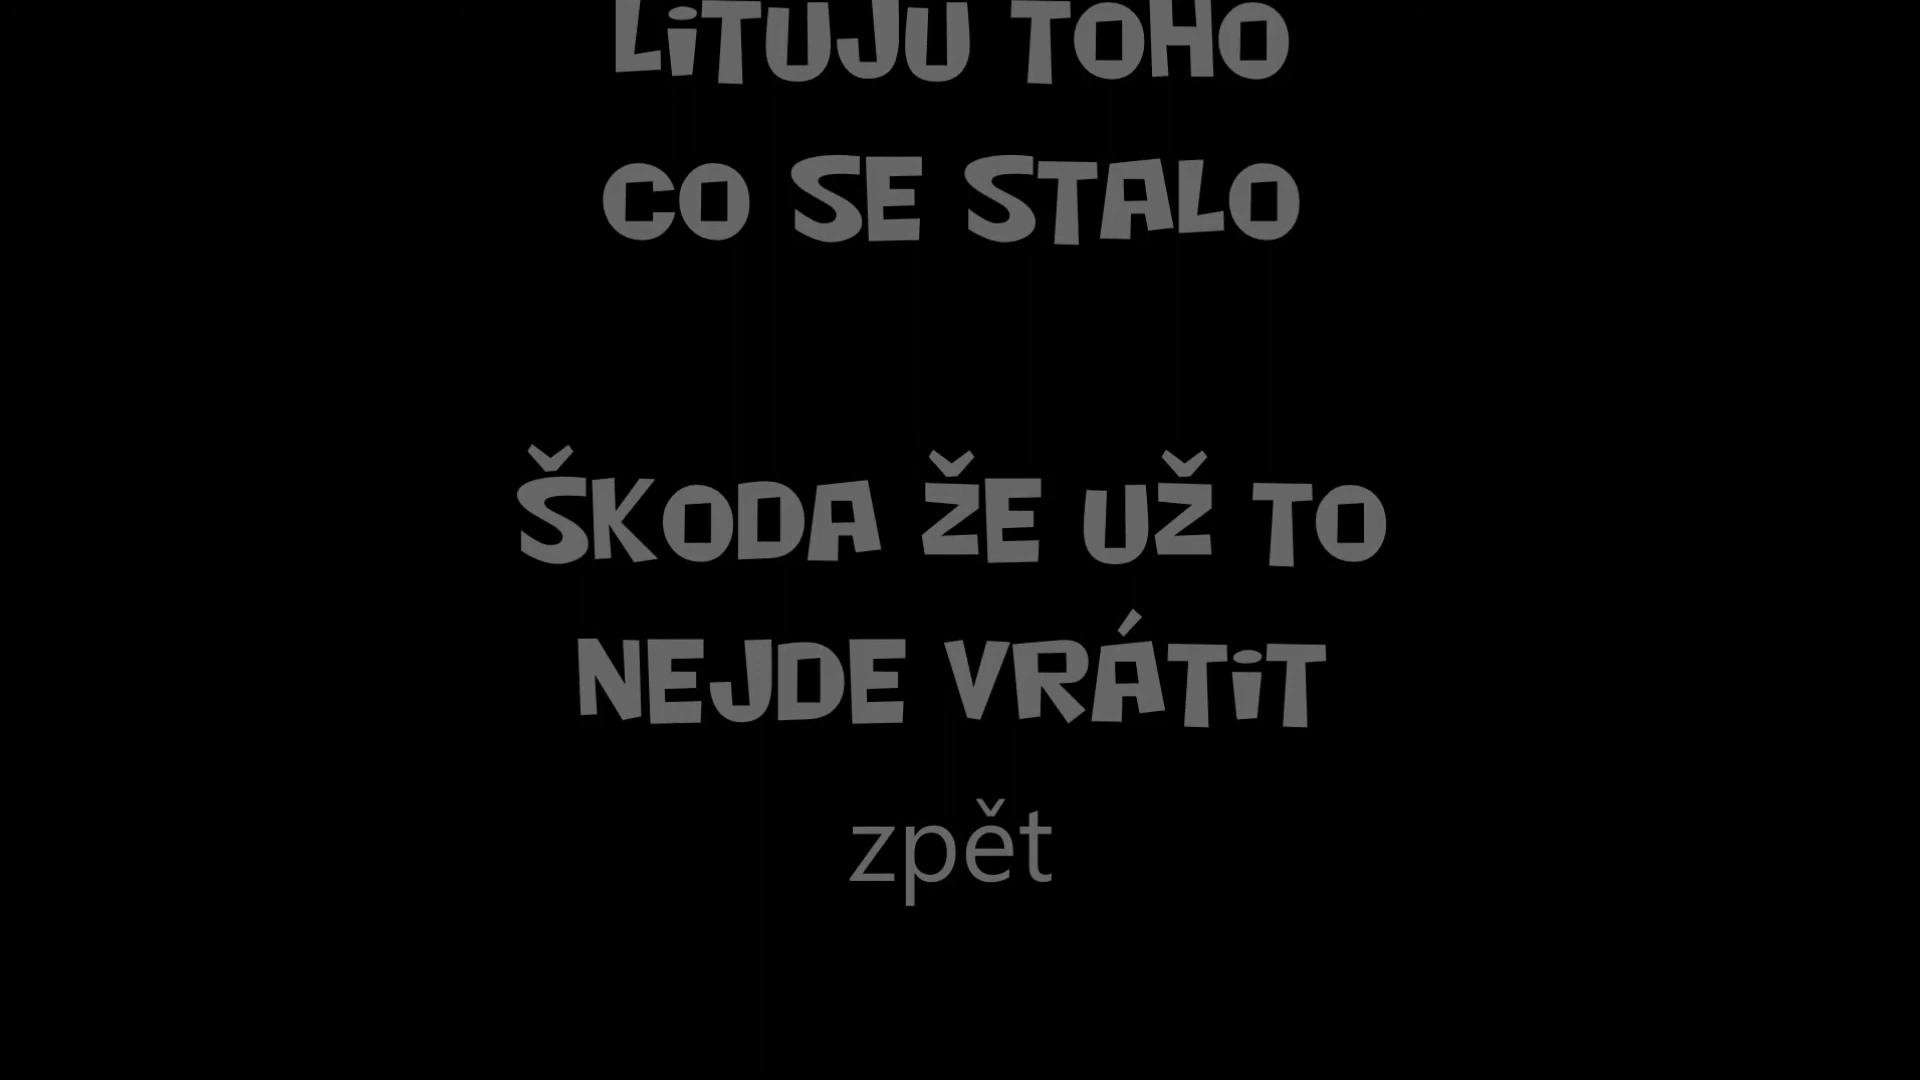 LiTUJU TOHO
CO SE STALO
ŠKODA ŽE UŽ TO
NEJDE VRÁTiT
zpět